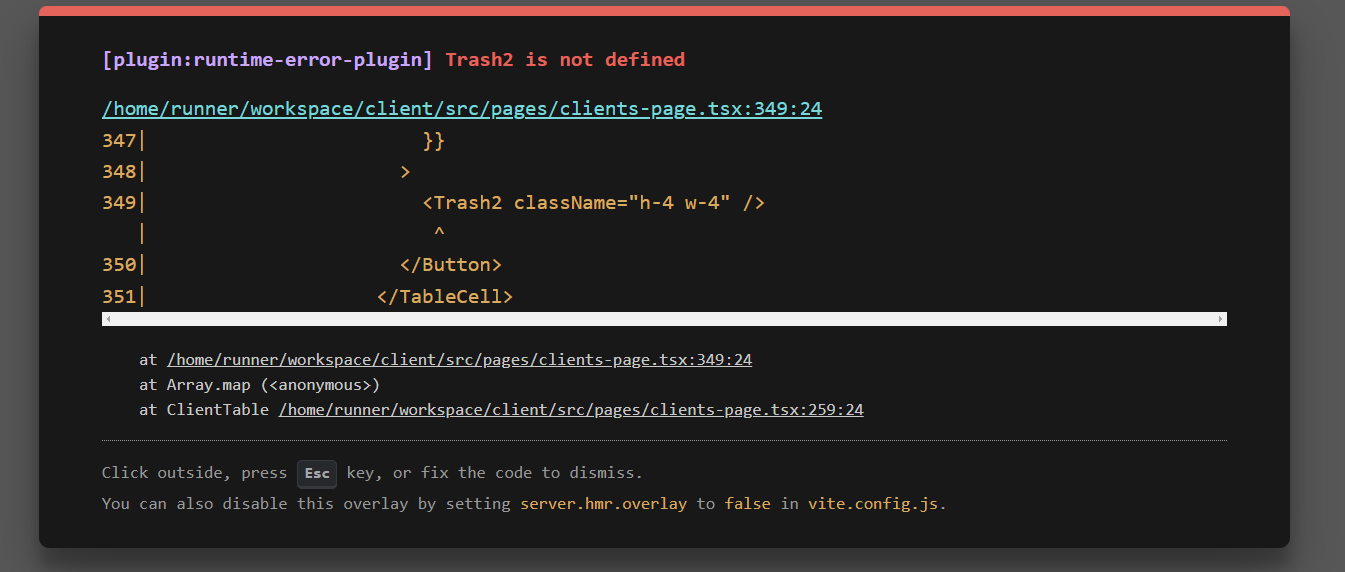 [plugin:runtime-error-plugin] Trash2 is not defined
/home/runner/workspace/client/src/pages/clients-page.tsx:349:24
347|                         }}
348|                       >
349|                         <Trash2 className="h-4 w-4" />
   |                          ^
350|                       </Button>
351|                     </TableCell>
at /home/runner/workspace/client/src/pages/clients-page.tsx:349:24
at Array.map (<anonymous>)
at ClientTable /home/runner/workspace/client/src/pages/clients-page.tsx:259:24
Click outside, press Esc key, or fix the code to dismiss.
You can also disable this overlay by setting server.hmr.overlay to false in vite.config.js.